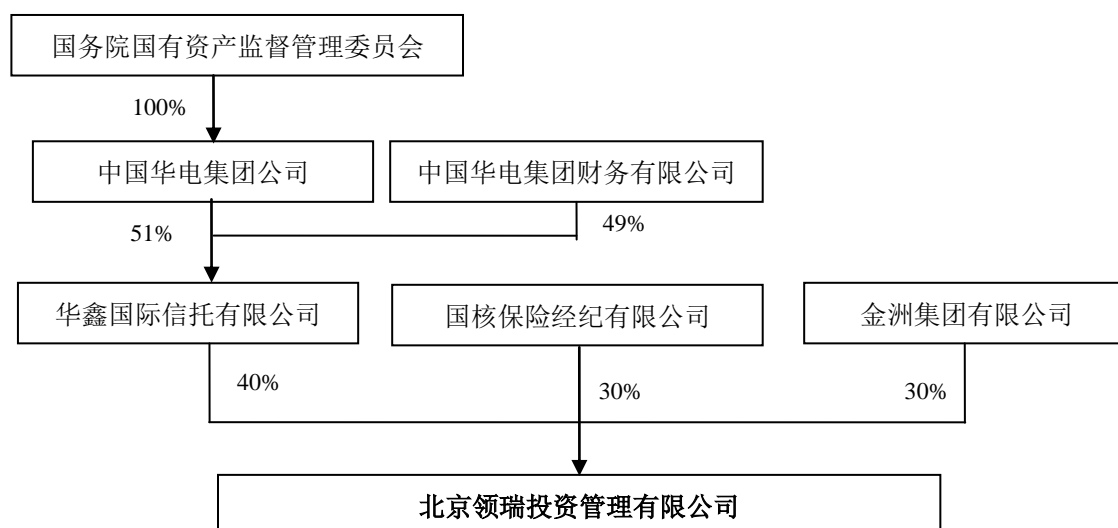 国务院国有资产监督管理委员会
100%
中国华电集团公司
中国华电集团财务有限公司
51%
49%
华鑫国际信托有限公司
国核保险经纪有限公司
金洲集团有限公司
40%
30%
30%
北京领瑞投资管理有限公司